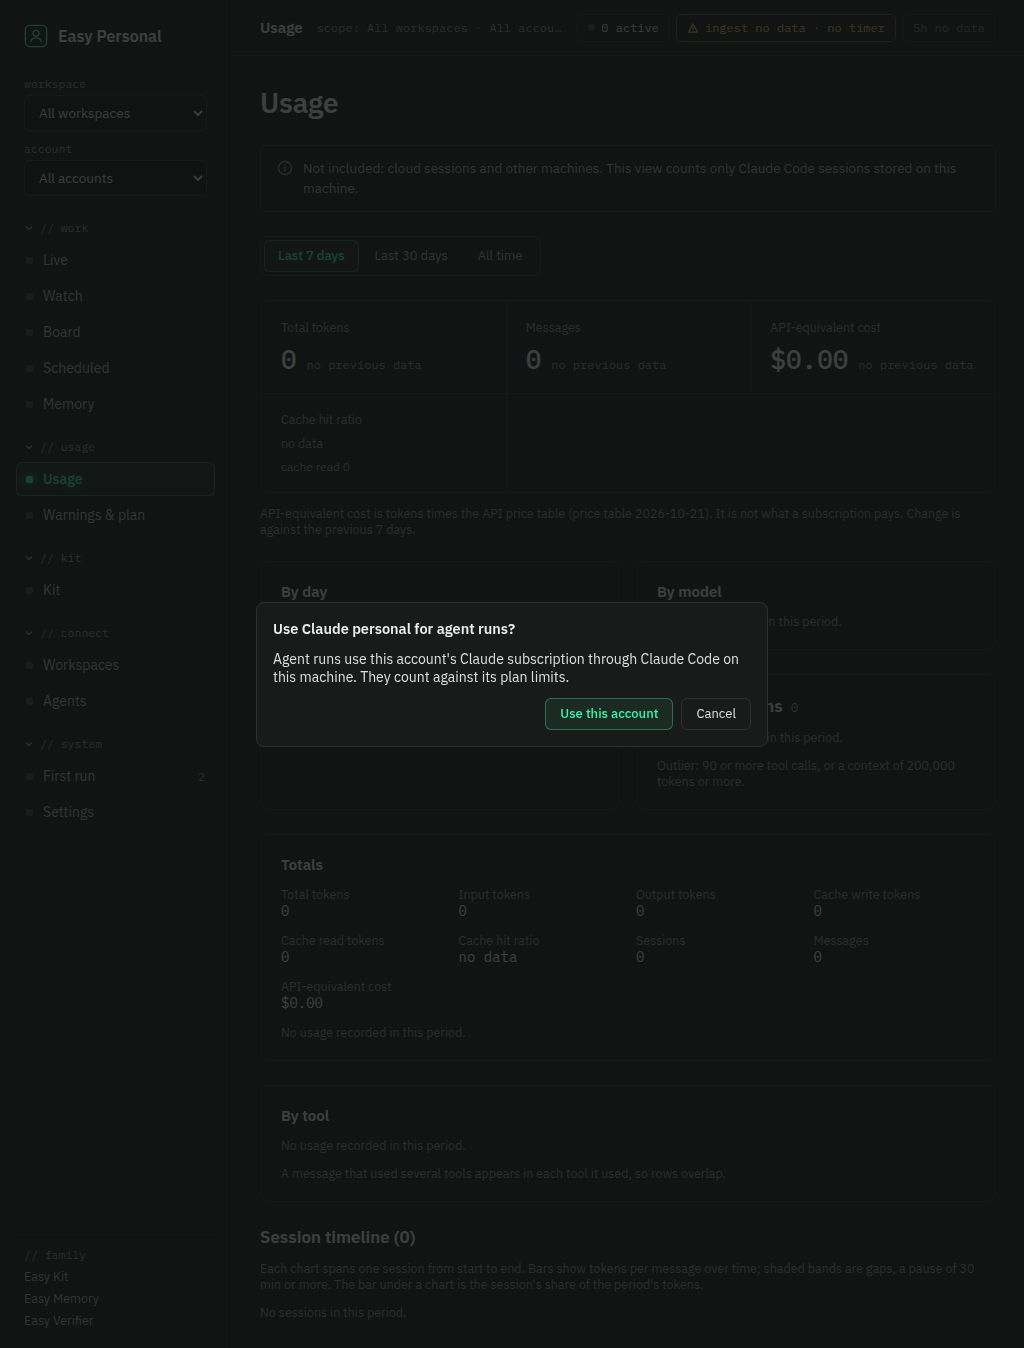 Easy Personal
workspace
All workspaces
account
All accounts
// work
Live
Watch
Board
Scheduled
Memory
// usage
Usage
Warnings & plan
// kit
Kit
// connect
Workspaces
Agents
// system
First run 2
Settings
// family
Easy Kit
Easy Memory
Easy Verifier
Usage scope: All workspaces · All accou… 0 active ingest no data · no timer 5h no data
Usage
Not included: cloud sessions and other machines. This view counts only Claude Code sessions stored on this
machine.
Last 7 days Last 30 days All time
Total tokens
0 no previous data
Messages
0 no previous data
API-equivalent cost
$0.00 no previous data
Cache hit ratio
no data
cache read 0
API-equivalent cost is tokens times the API price table (price table 2026-10-21). It is not what a subscription pays. Change is
against the previous 7 days.
By day
By model
n this period.
Use Claude personal for agent runs?
Agent runs use this account's Claude subscription through Claude Code on
this machine. They count against its plan limits.
Use this account Cancel
ns 0
in this period.
Outlier: 90 or more tool calls, or a context of 200,000
tokens or more.
Totals
Total tokens
0
Input tokens
0
Output tokens
0
Cache write tokens
0
Cache read tokens
0
Cache hit ratio
no data
Sessions
0
Messages
0
API-equivalent cost
$0.00
No usage recorded in this period.
By tool
No usage recorded in this period.
A message that used several tools appears in each tool it used, so rows overlap.
Session timeline (0)
Each chart spans one session from start to end. Bars show tokens per message over time; shaded bands are gaps, a pause of 30
min or more. The bar under a chart is the session's share of the period's tokens.
No sessions in this period.